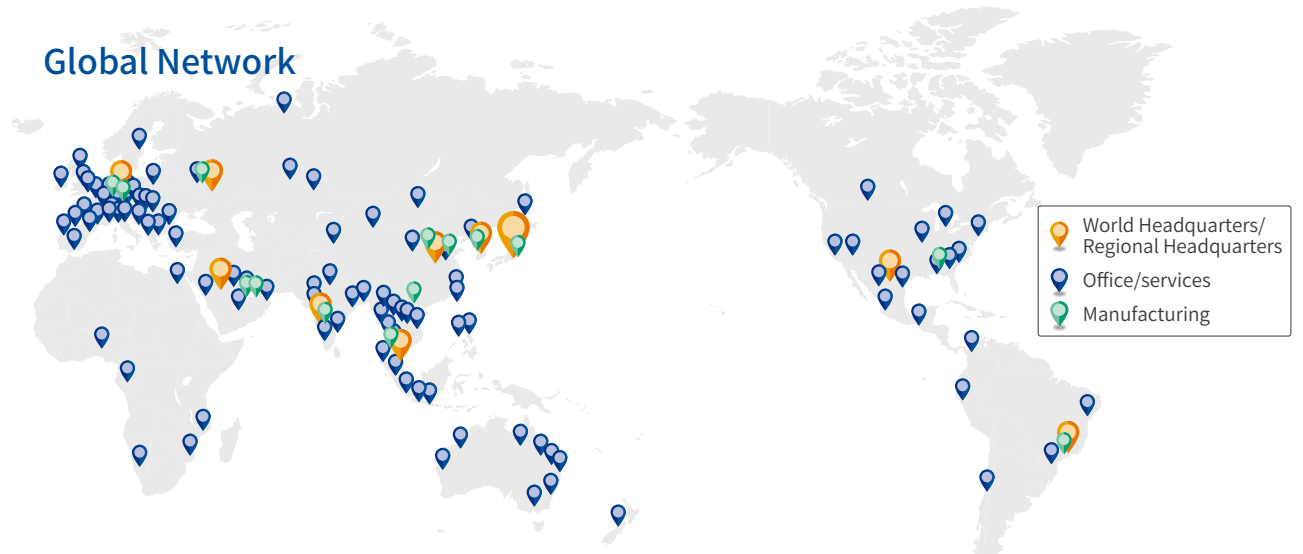 Global Network
World Headquarters/
Regional Headquarters
Office/services
Manufacturing